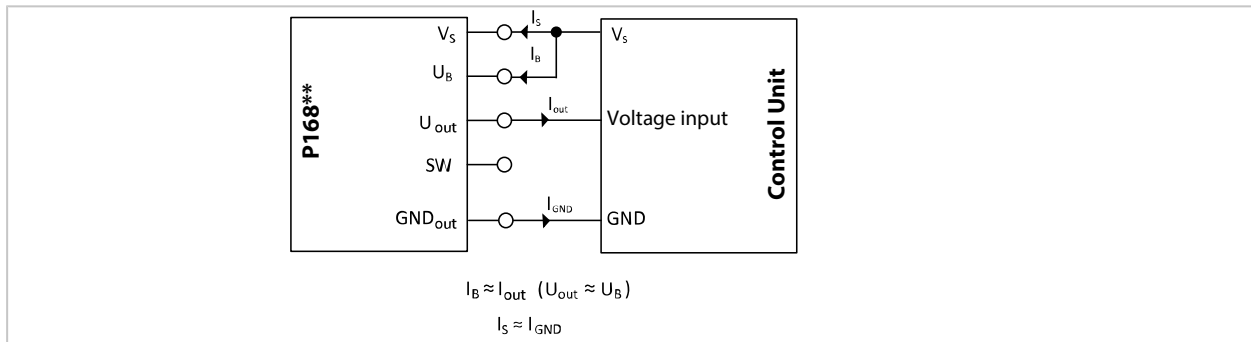 P168**
V_S
U_B
U_out
SW
GND_out
I_S
I_B
I_out
I_GND
V_S
Voltage input
GND
Control Unit
I_B ≈ I_out (U_out ≈ U_B)
I_S ≈ I_GND